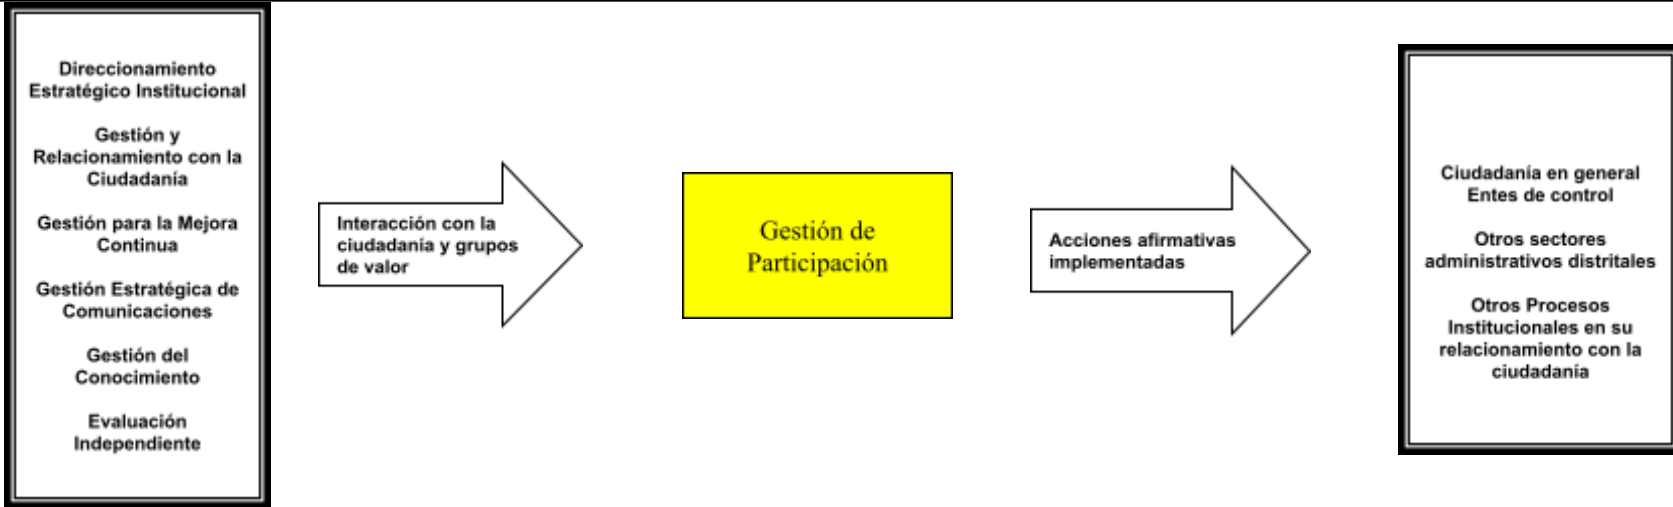 Direccionamiento
Estratégico Institucional
Gestión y
Relacionamiento con la
Ciudadanía
Gestión para la Mejora
Continua
Gestión Estratégica de
Comunicaciones
Gestión del
Conocimiento
Evaluación
Independiente
Interacción con la
ciudadanía y grupos
de valor
Gestión de
Participación
Acciones afirmativas
implementadas
Ciudadanía en general
Entes de control
Otros sectores
administrativos distritales
Otros Procesos
Institucionales en su
relacionamiento con la
ciudadanía